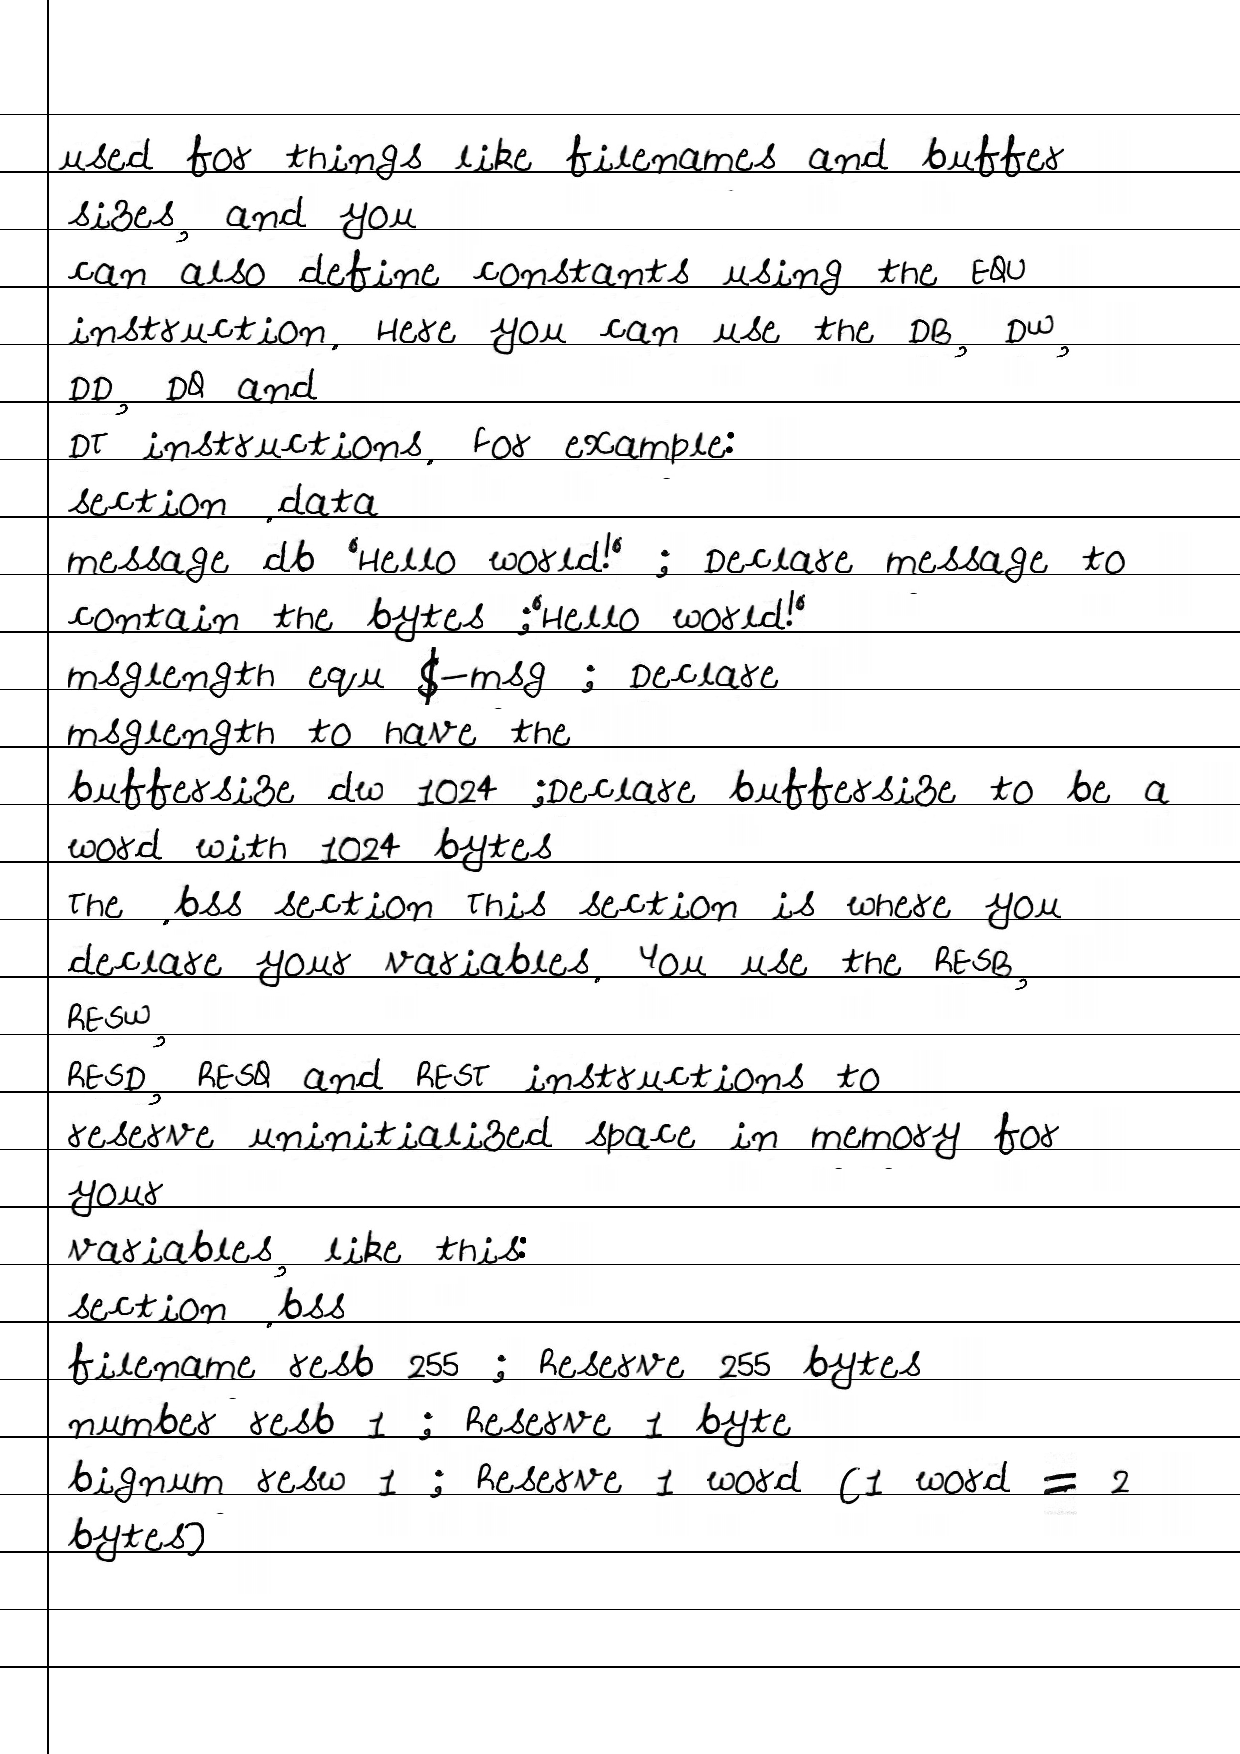 used for things like filenames and buffer
sizes, and you
can also define constants using the EQU
instruction. Here you can use the DB, DW,
DD, DQ and
DT instructions. For example:
section .data
message db 'Hello world!' ; Declare message to
contain the bytes ;'Hello world!'
msglength equ $-msg ; Declare
msglength to have the
buffersize dw 1024 ;Declare buffersize to be a
word with 1024 bytes
The .bss section This section is where you
declare your variables. You use the RESB,
RESW,
RESD, RESQ and REST instructions to
reserve uninitialized space in memory for
your
variables, like this:
section .bss
filename resb 255 ; Reserve 255 bytes
number resb 1 ; Reserve 1 byte
bignum resw 1 ; Reserve 1 word (1 word = 2
bytes)